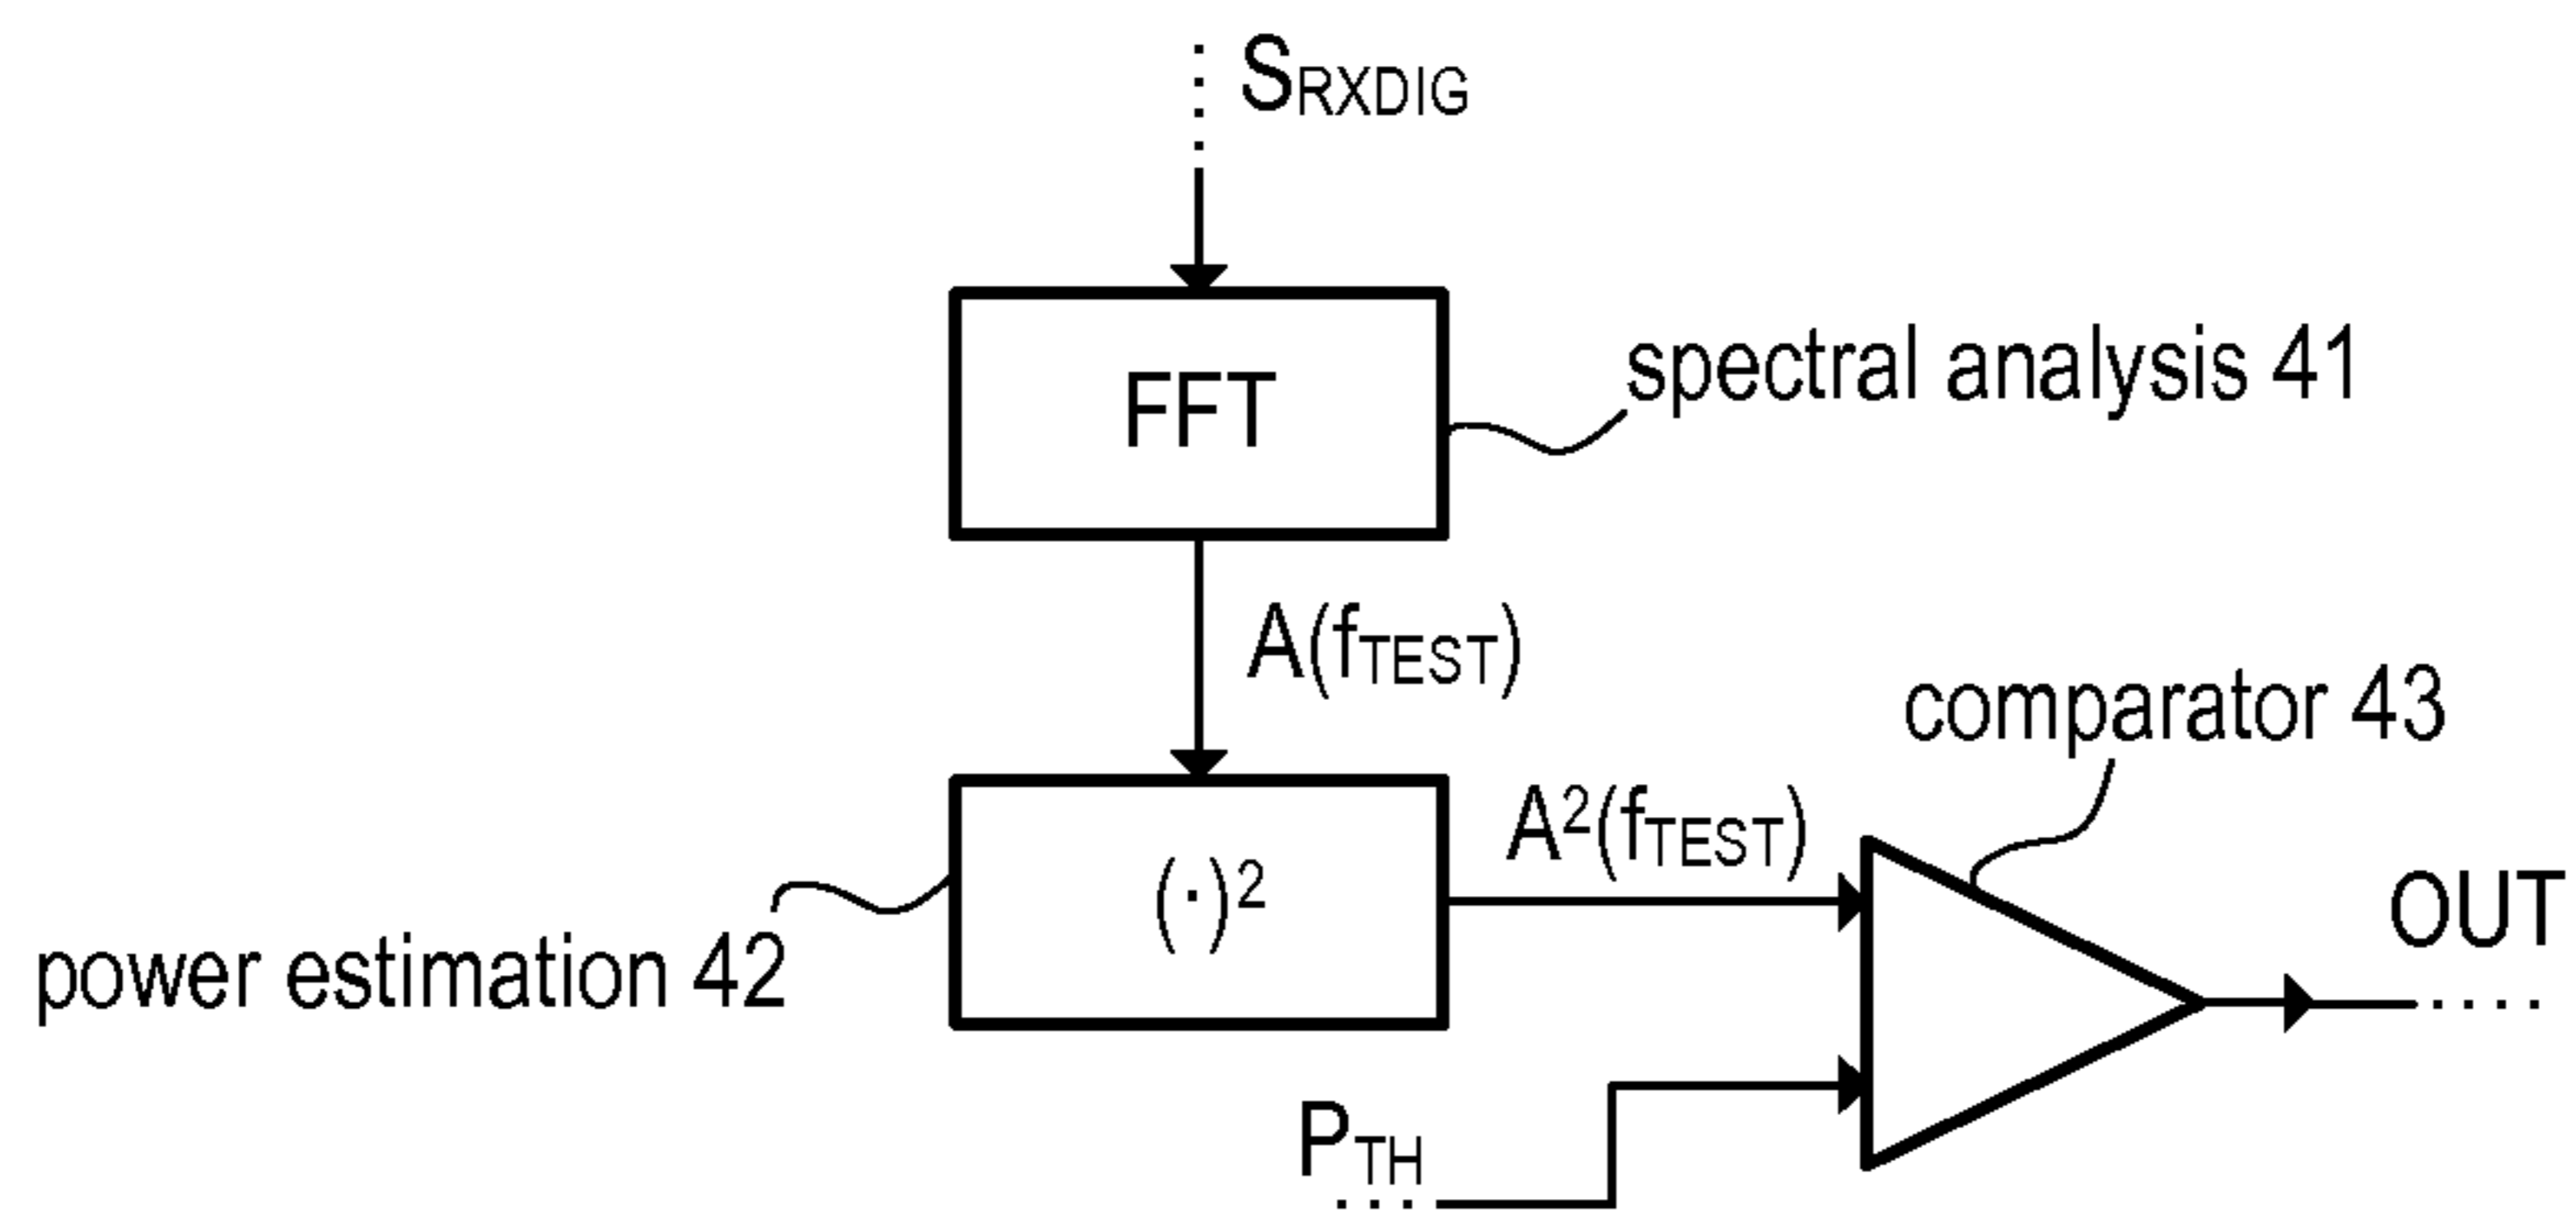 SRXDIG
FFT
spectral analysis 41
A(fTEST)
comparator 43
A²(fTEST)
OUT
(·)²
power estimation 42
PTH